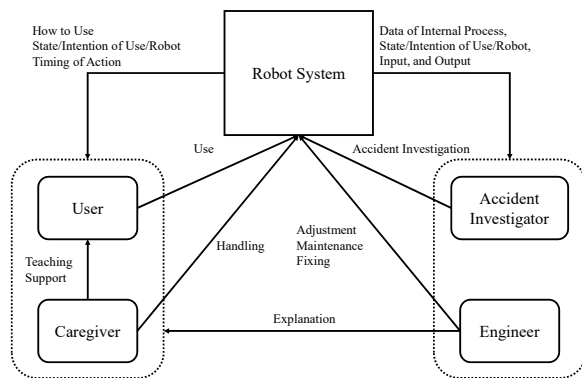 How to Use
State/Intention of Use/Robot
Timing of Action
Robot System
Data of Internal Process,
State/Intention of Use/Robot,
Input, and Output
Use
Accident Investigation
User
Accident
Investigator
Teaching
Support
Handling
Adjustment
Maintenance
Fixing
Caregiver
Explanation
Engineer